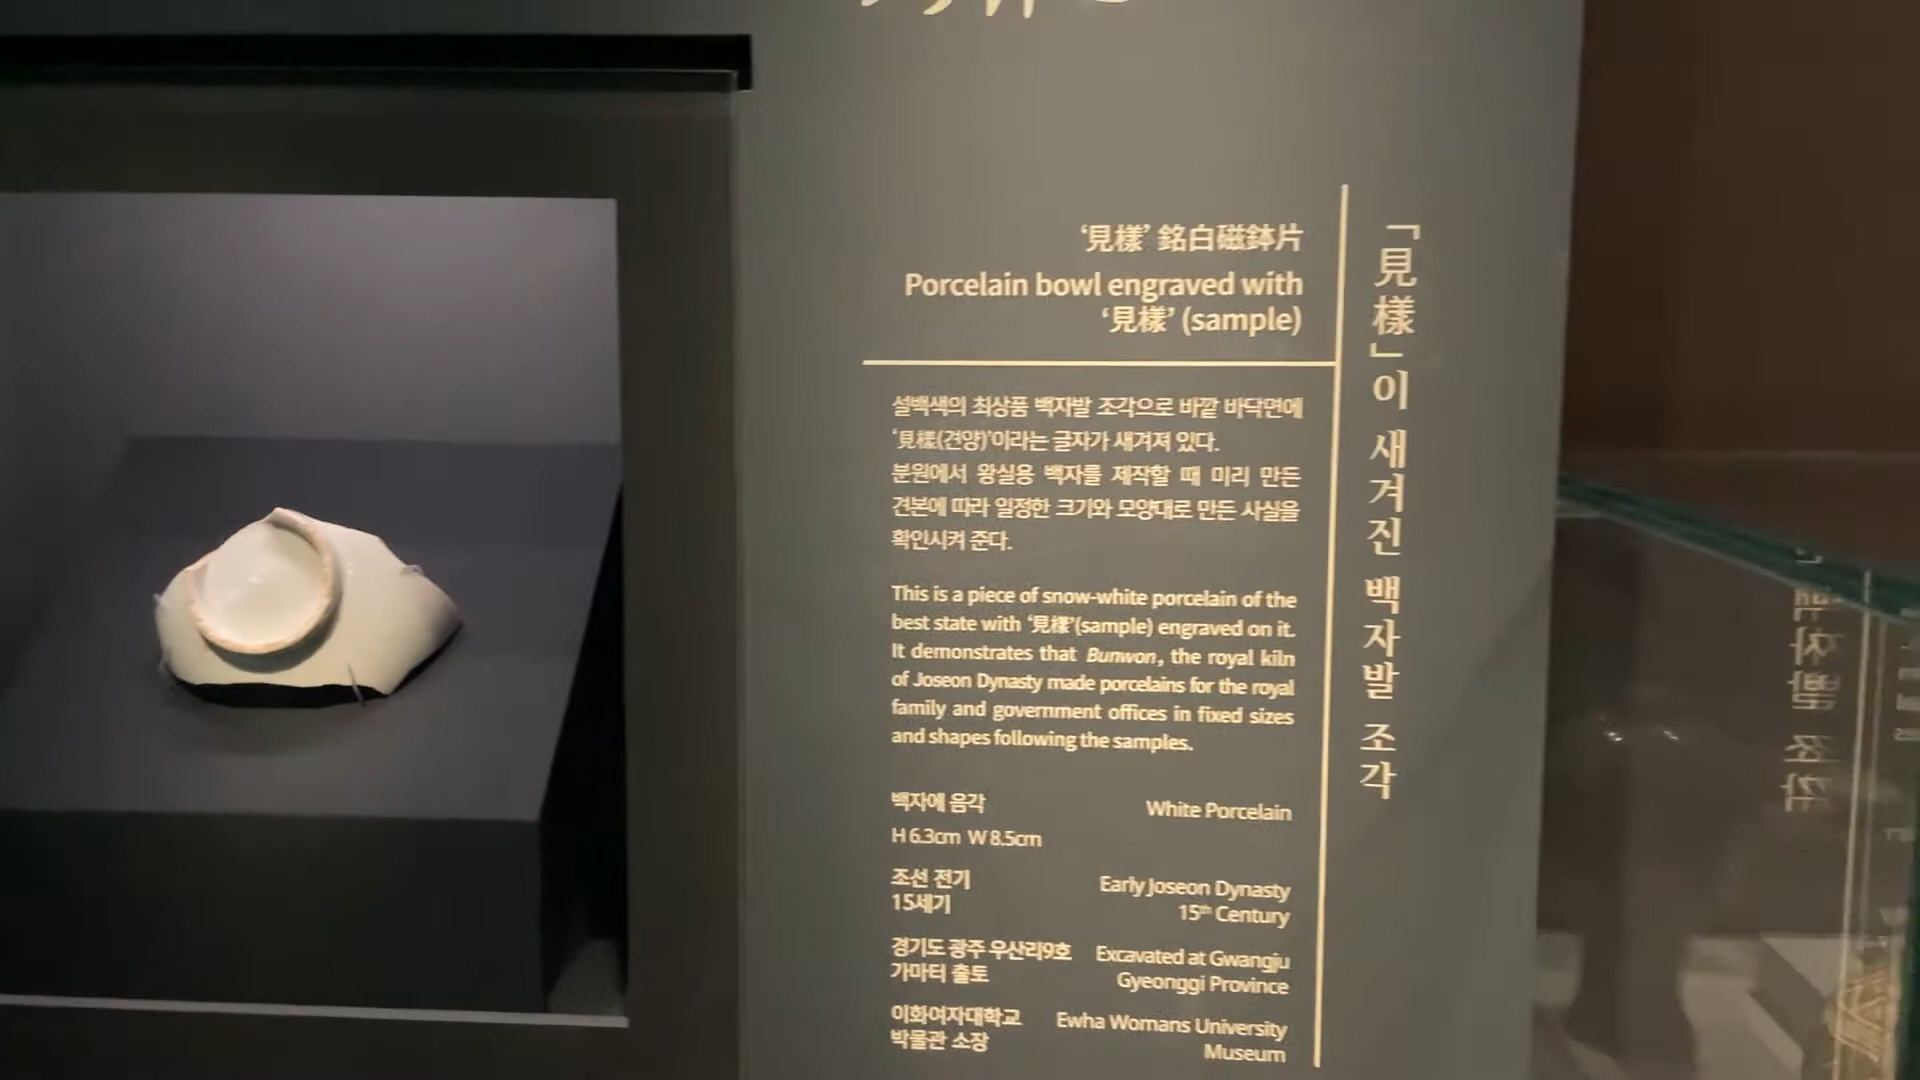 「見樣」이 새겨진 백자발 조각
‘見樣’ 銘白磁鉢片
Porcelain bowl engraved with
‘見樣’ (sample)
설백색의 최상품 백자발 조각으로 바깥 바닥면에
‘見樣(견양)’이라는 글자가 새겨져 있다.
분원에서 왕실용 백자를 제작할 때 미리 만든
견본에 따라 일정한 크기와 모양대로 만든 사실을
확인시켜 준다.
This is a piece of snow-white porcelain of the
best state with ‘見樣’(sample) engraved on it.
It demonstrates that Bunwon, the royal kiln
of Joseon Dynasty made porcelains for the royal
family and government offices in fixed sizes
and shapes following the samples.
백자에 음각 White Porcelain
H 6.3cm W 8.5cm
조선 전기 Early Joseon Dynasty
15세기 15th Century
경기도 광주 우산리9호 Excavated at Gwangju
가마터 출토 Gyeonggi Province
이화여자대학교 Ewha Womans University
박물관 소장 Museum